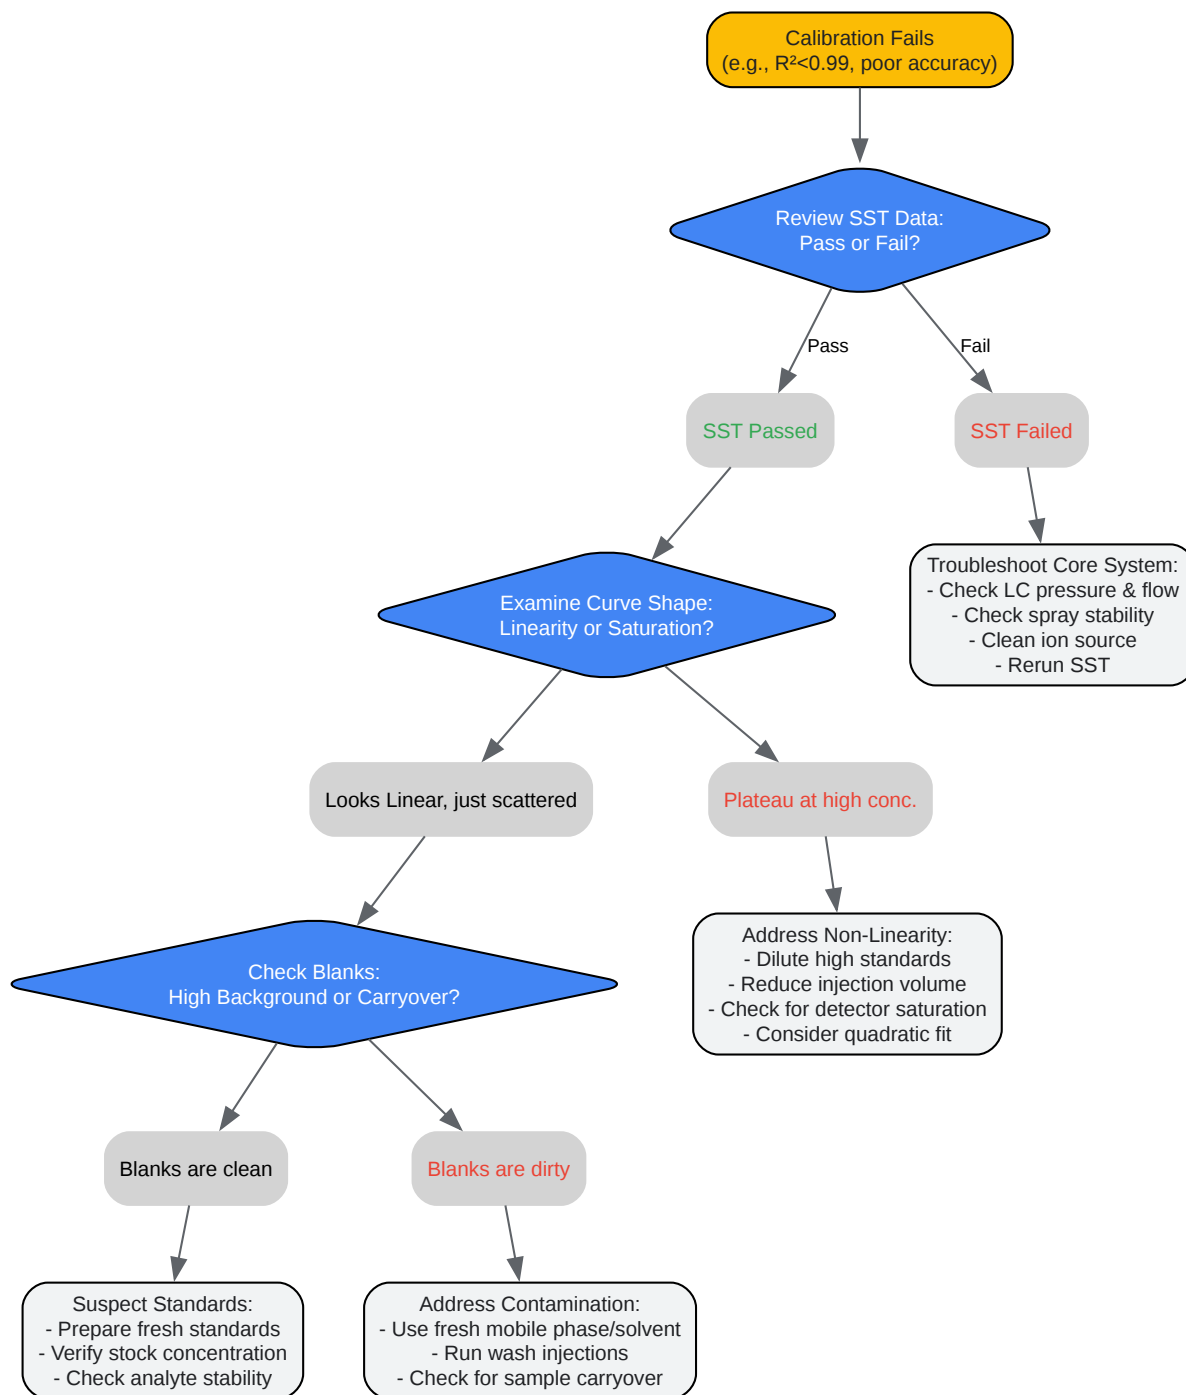 Calibration Fails
(e.g., R²<0.99, poor accuracy)
Review SST Data:
Pass or Fail?
Pass
Fail
SST Passed
SST Failed
Troubleshoot Core System:
- Check LC pressure & flow
- Check spray stability
- Clean ion source
- Rerun SST
Examine Curve Shape:
Linearity or Saturation?
Looks Linear, just scattered
Plateau at high conc.
Address Non-Linearity:
- Dilute high standards
- Reduce injection volume
- Check for detector saturation
- Consider quadratic fit
Check Blanks:
High Background or Carryover?
Blanks are clean
Blanks are dirty
Suspect Standards:
- Prepare fresh standards
- Verify stock concentration
- Check analyte stability
Address Contamination:
- Use fresh mobile phase/solvent
- Run wash injections
- Check for sample carryover